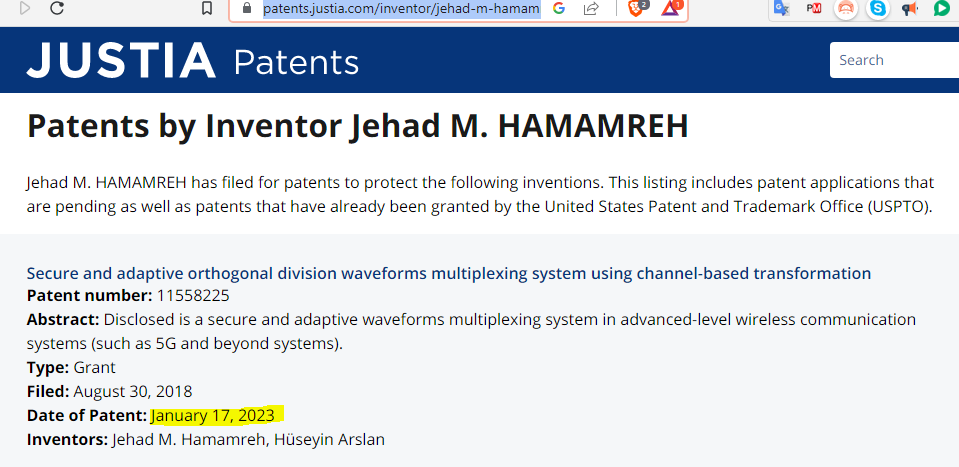 patents.justia.com/inventor/jehad-m-hamam
2
1
JUSTIA Patents
Search
Patents by Inventor Jehad M. HAMAMREH
Jehad M. HAMAMREH has filed for patents to protect the following inventions. This listing includes patent applications that
are pending as well as patents that have already been granted by the United States Patent and Trademark Office (USPTO).
Secure and adaptive orthogonal division waveforms multiplexing system using channel-based transformation
Patent number: 11558225
Abstract: Disclosed is a secure and adaptive waveforms multiplexing system in advanced-level wireless communication
systems (such as 5G and beyond systems).
Type: Grant
Filed: August 30, 2018
Date of Patent: January 17, 2023
Inventors: Jehad M. Hamamreh, Hüseyin Arslan